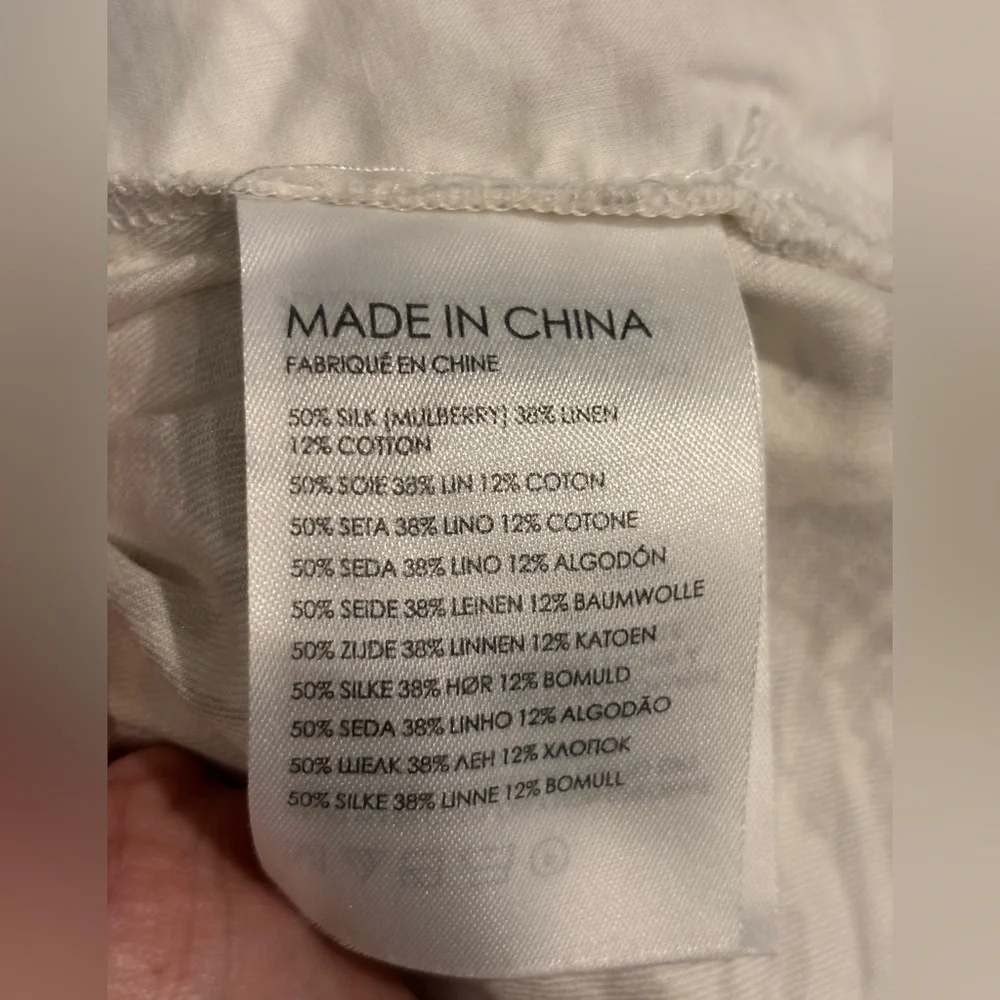 MADE IN CHINA
FABRIQUÉ EN CHINE
50% SILK (MULBERRY) 38% LINEN
12% COTTON
50% SOIE 38% LIN 12% COTON
50% SETA 38% LINO 12% COTONE
50% SEDA 38% LINO 12% ALGODÓN
50% SEIDE 38% LEINEN 12% BAUMWOLLE
50% ZIJDE 38% LINNEN 12% KATOEN
50% SILKE 38% HØR 12% BOMULD
50% SEDA 38% LINHO 12% ALGODÃO
50% ШЕЛК 38% ЛЕН 12% ХЛОПОК
50% SILKE 38% LINNE 12% BOMULL